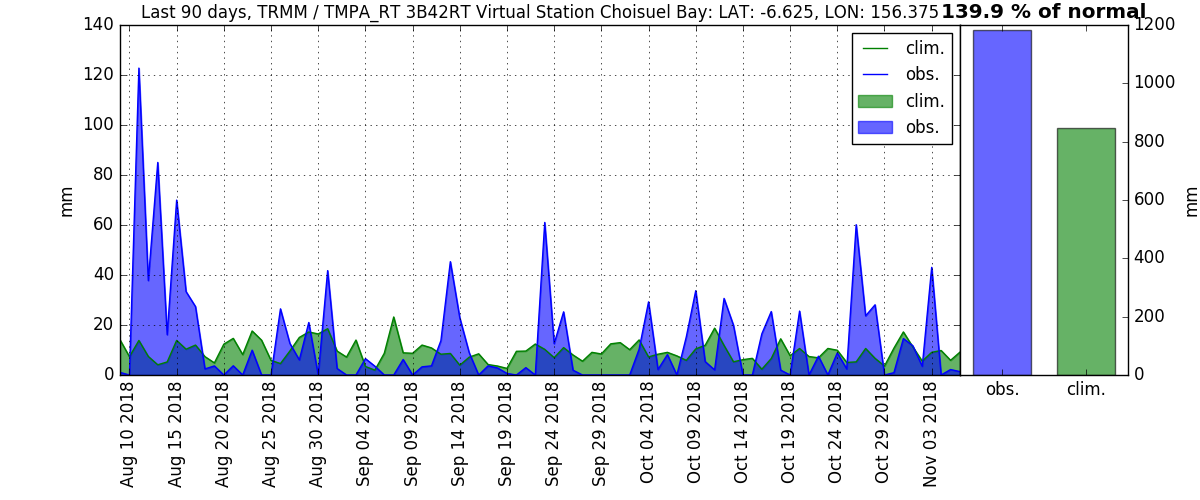 Last 90 days, TRMM / TMPA_RT 3B42RT Virtual Station Choisuel Bay: LAT: -6.625, LON: 156.375
139.9 % of normal
clim.
obs.
clim.
obs.
mm
140
120
100
80
60
40
20
0
Aug 10 2018
Aug 15 2018
Aug 20 2018
Aug 25 2018
Aug 30 2018
Sep 04 2018
Sep 09 2018
Sep 14 2018
Sep 19 2018
Sep 24 2018
Sep 29 2018
Oct 04 2018
Oct 09 2018
Oct 14 2018
Oct 19 2018
Oct 24 2018
Oct 29 2018
Nov 03 2018
1200
1000
800
600
400
200
0
mm
obs.
clim.